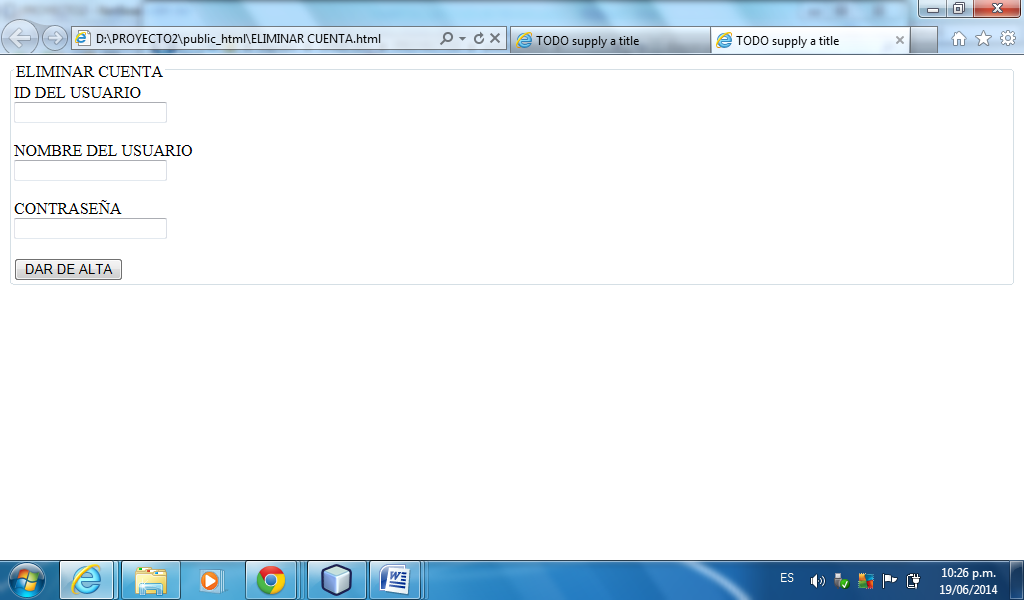 D:\PROYECTO2\public_html\ELIMINAR CUENTA.html
TODO supply a title
TODO supply a title
ELIMINAR CUENTA
ID DEL USUARIO
NOMBRE DEL USUARIO
CONTRASEÑA
DAR DE ALTA
ES
10:26 p.m.
19/06/2014